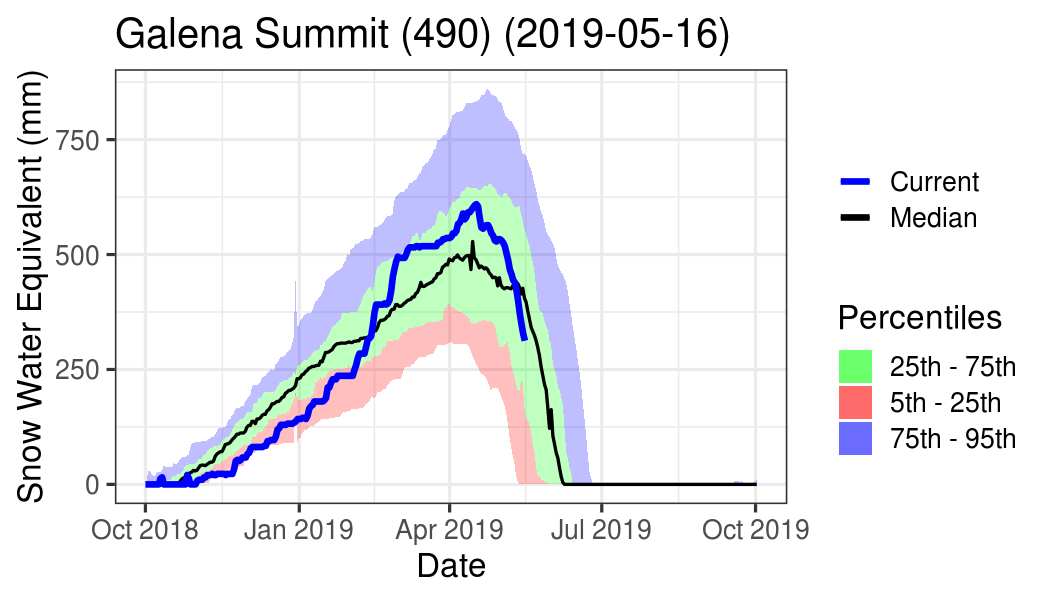 Galena Summit (490) (2019-05-16)
Snow Water Equivalent (mm)
750
500
250
0
Oct 2018
Jan 2019
Apr 2019
Jul 2019
Oct 2019
Date
Current
Median
Percentiles
25th - 75th
5th - 25th
75th - 95th